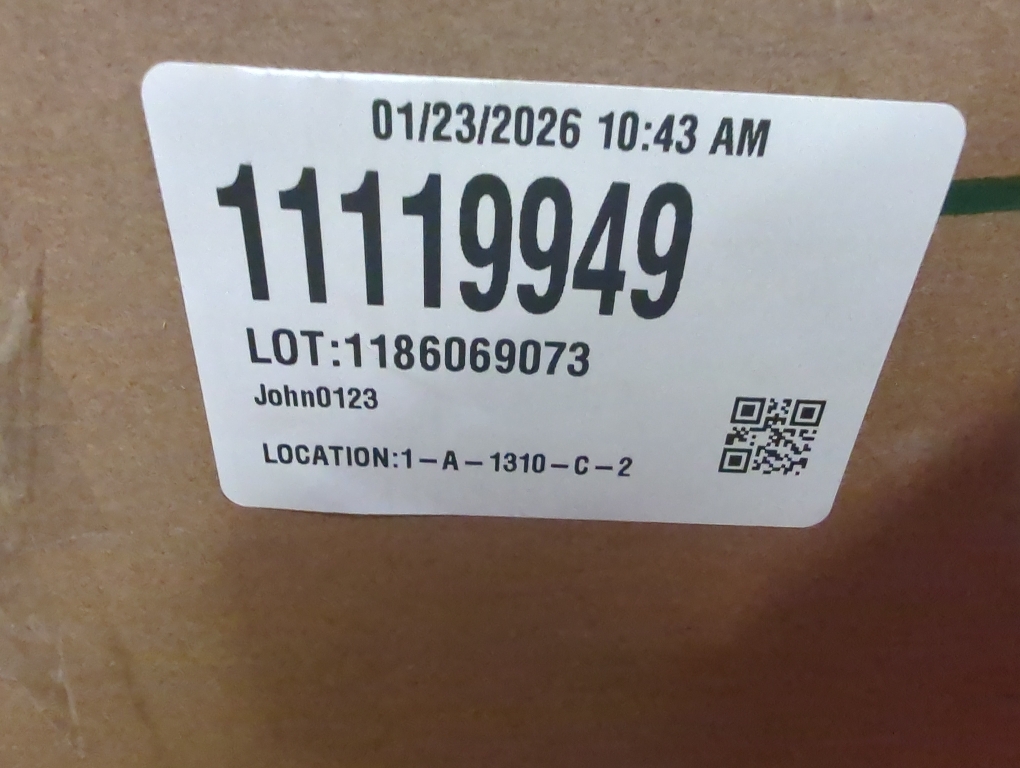 01/23/2026 10:43 AM
11119949
LOT:1186069073
John0123
LOCATION:1-A-1310-C-2